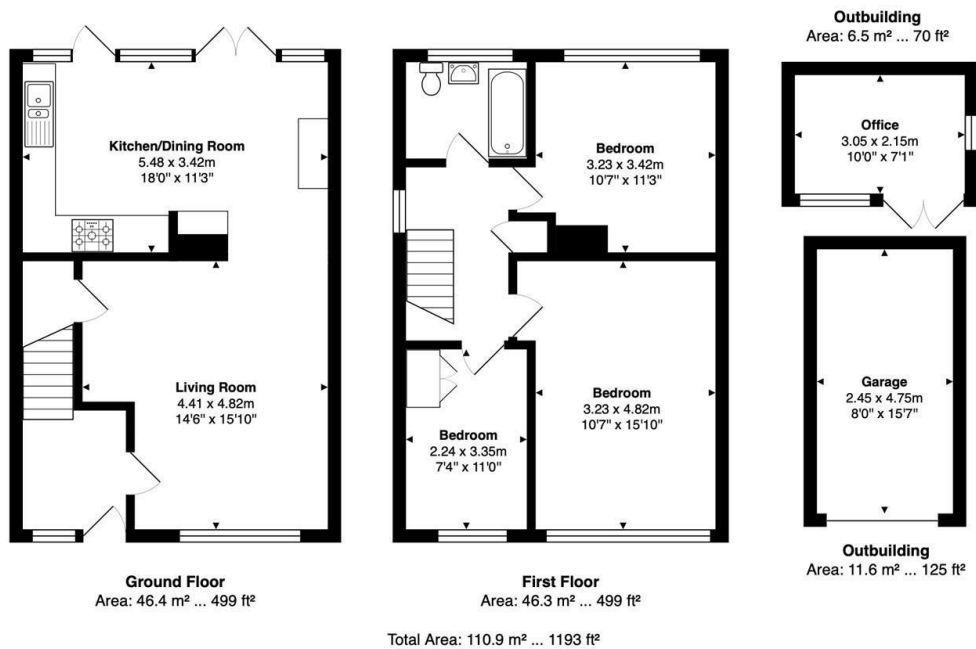 Kitchen/Dining Room
5.48 x 3.42m
18'0" x 11'3"
Living Room
4.41 x 4.82m
14'6" x 15'10"
Ground Floor
Area: 46.4 m² ... 499 ft²
Bedroom
3.23 x 3.42m
10'7" x 11'3"
Bedroom
3.23 x 4.82m
10'7" x 15'10"
Bedroom
2.24 x 3.35m
7'4" x 11'0"
First Floor
Area: 46.3 m² ... 499 ft²
Outbuilding
Area: 6.5 m² ... 70 ft²
Office
3.05 x 2.15m
10'0" x 7'1"
Garage
2.45 x 4.75m
8'0" x 15'7"
Outbuilding
Area: 11.6 m² ... 125 ft²
Total Area: 110.9 m² ... 1193 ft²